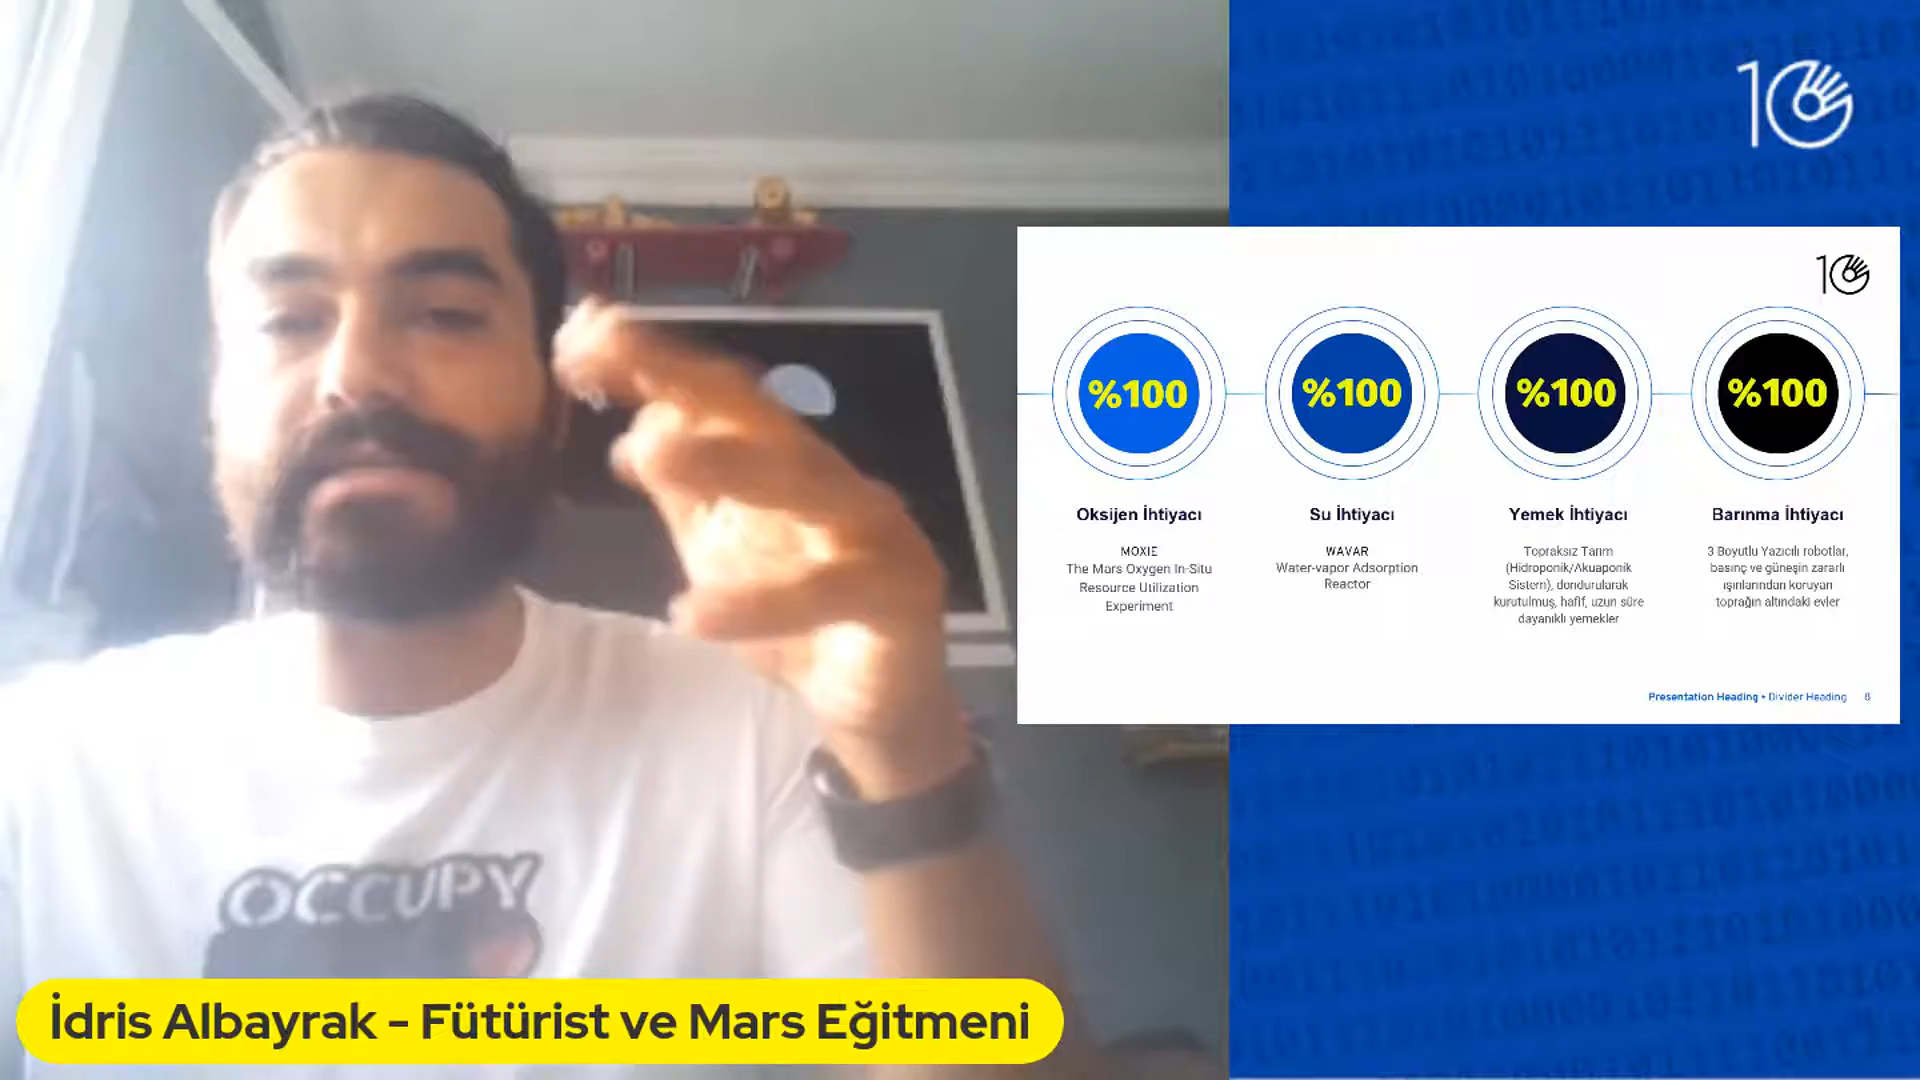 10
10
%100
%100
%100
%100
Oksijen İhtiyacı
MOXIE
The Mars Oxygen In-Situ
Resource Utilization
Experiment
Su İhtiyacı
WAVAR
Water-vapor Adsorption
Reactor
Yemek İhtiyacı
Topraksız Tarım
(Hidroponik/Akuaponik
Sistem), dondurularak
kurutulmuş, hafif, uzun süre
dayanıklı yemekler
Barınma İhtiyacı
3 Boyutlu Yazıcılı robotlar,
basınç ve güneşin zararlı
ışınlarından koruyan
toprağın altındaki evler
Presentation Heading + Divider Heading 8
OCCUPY
İdris Albayrak - Fütürist ve Mars Eğitmeni